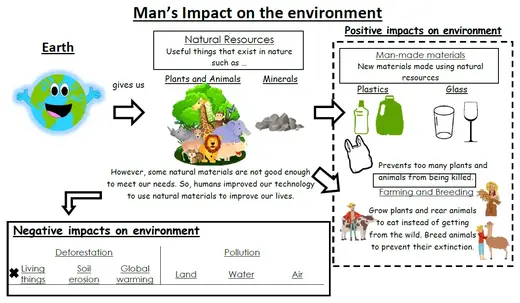 Man's Impact on the environment
Earth
gives us
Natural Resources
Useful things that exist in nature
such as ...
Plants and Animals
Minerals
However, some natural materials are not good enough
to meet our needs. So, humans improved our technology
to use natural materials to improve our lives.
Positive impacts on environment
Man-made materials
New materials made using natural
resources
Plastics
Glass
Prevents too many plants and
animals from being killed.
Farming and Breeding
Grow plants and rear animals
to eat instead of getting
from the wild. Breed animals
to prevent their extinction.
Negative impacts on environment
Deforestation
Living
things
Soil
erosion
Global
warming
Pollution
Land
Water
Air